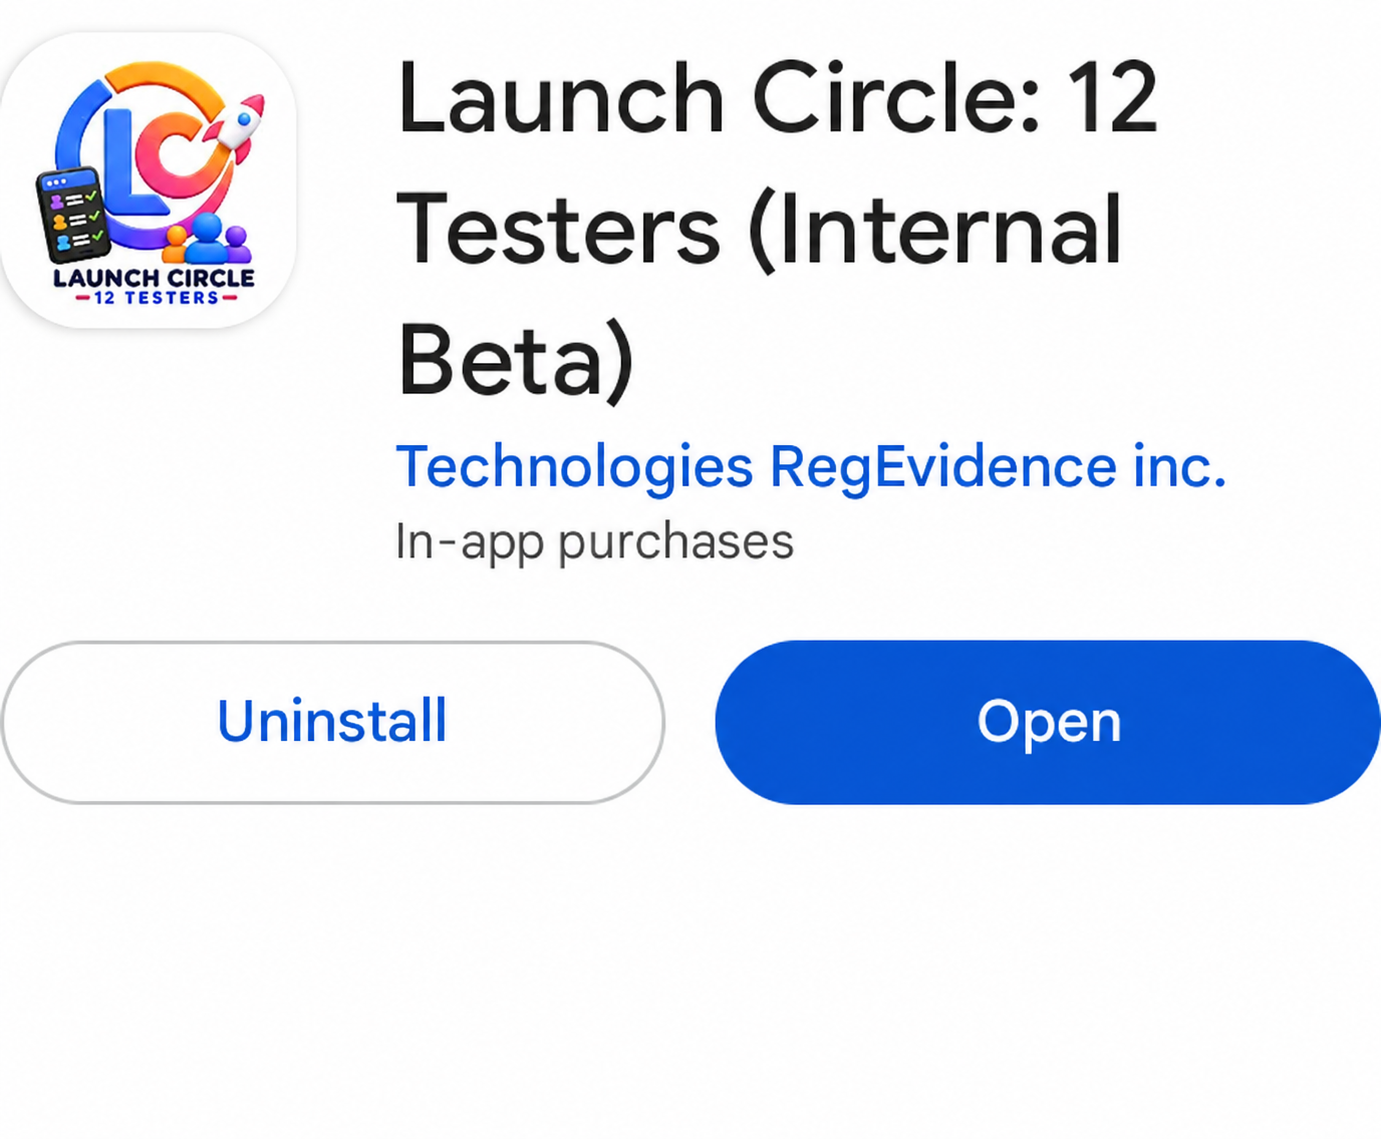 LAUNCH CIRCLE
12 TESTERS
Launch Circle: 12
Testers (Internal
Beta)
Technologies RegEvidence inc.
In-app purchases
Uninstall
Open